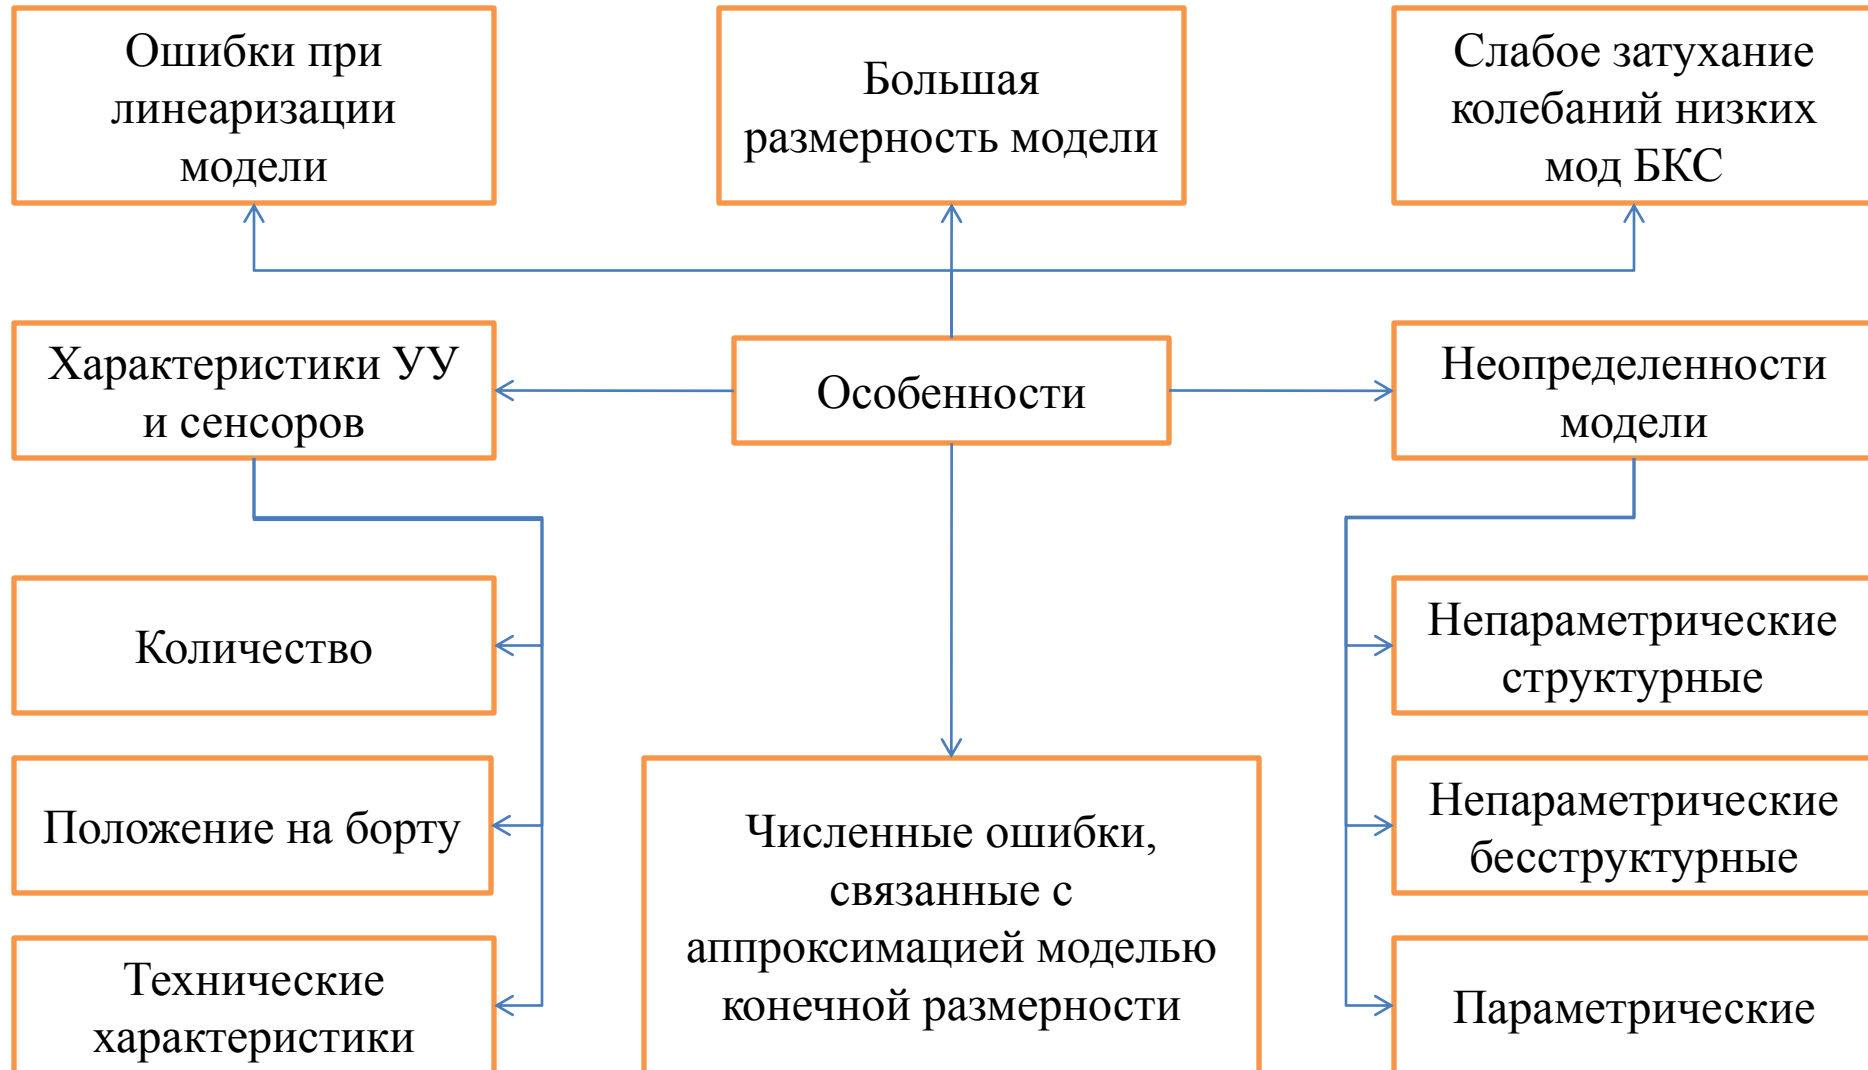 Ошибки при
линеаризации
модели
Большая
размерность модели
Слабое затухание
колебаний низких
мод БКС
Характеристики УУ
и сенсоров
Особенности
Неопределенности
модели
Количество
Непараметрические
структурные
Положение на борту
Численные ошибки,
связанные с
аппроксимацией моделью
конечной размерности
Непараметрические
бесструктурные
Технические
характеристики
Параметрические